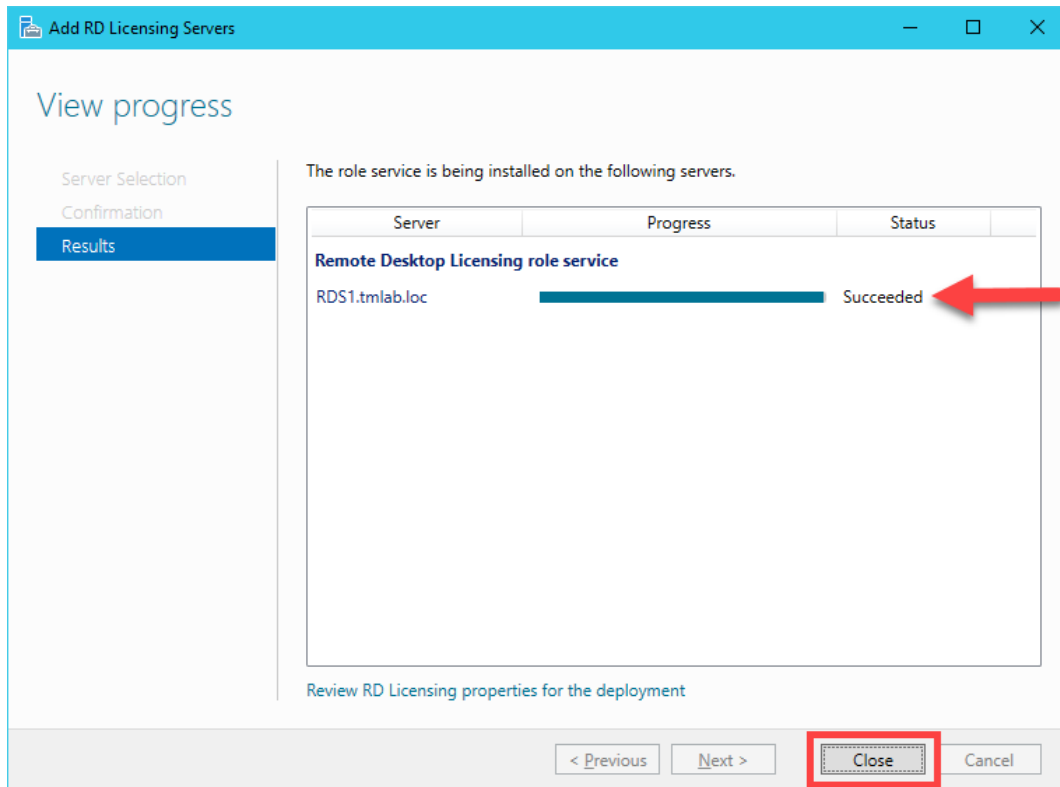 Add RD Licensing Servers
View progress
Server Selection
Confirmation
Results
The role service is being installed on the following servers.
Server Progress Status
Remote Desktop Licensing role service
RDS1.tmlab.loc Succeeded
Review RD Licensing properties for the deployment
< Previous Next > Close Cancel